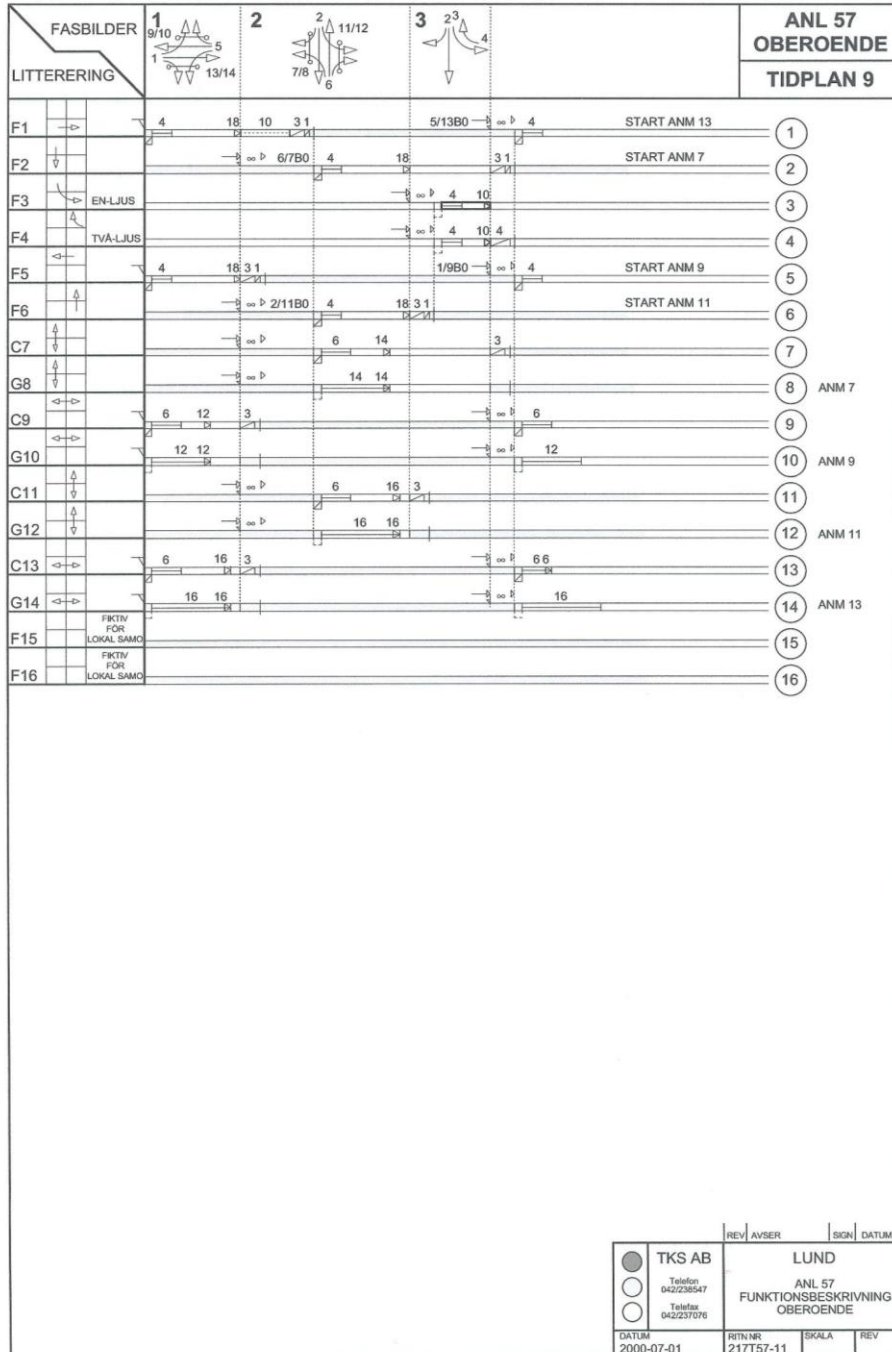 FASBILDER
LITTERERING
1
9/10
5
1
13/14
2
2
11/12
7/8
6
3
2 3
4
ANL 57
OBEROENDE
TIDPLAN 9
F1 4 18 10 3 1 5/13B0 ∞ 4 START ANM 13 1
F2 ∞ 6/7B0 4 18 3 1 START ANM 7 2
F3 EN-LJUS ∞ 4 10 3
F4 TVÅ-LJUS ∞ 4 10 4 4
F5 4 18 3 1 1/9B0 ∞ 4 START ANM 9 5
F6 ∞ 2/11B0 4 18 3 1 START ANM 11 6
C7 ∞ 6 14 3 7
G8 ∞ 14 14 8 ANM 7
C9 6 12 3 ∞ 6 9
G10 12 12 ∞ 12 10 ANM 9
C11 ∞ 6 16 3 11
G12 ∞ 16 16 12 ANM 11
C13 6 16 3 ∞ 6 6 13
G14 16 16 ∞ 16 14 ANM 13
F15 FIKTIV FÖR LOKAL SAMO 15
F16 FIKTIV FÖR LOKAL SAMO 16
REV AVSER SIGN DATUM
TKS AB
Telefon
042/238547
Telefax
042/237076
LUND
ANL 57
FUNKTIONSBESKRIVNING
OBEROENDE
DATUM
2000-07-01
RITN NR
217T57-11
SKALA
REV